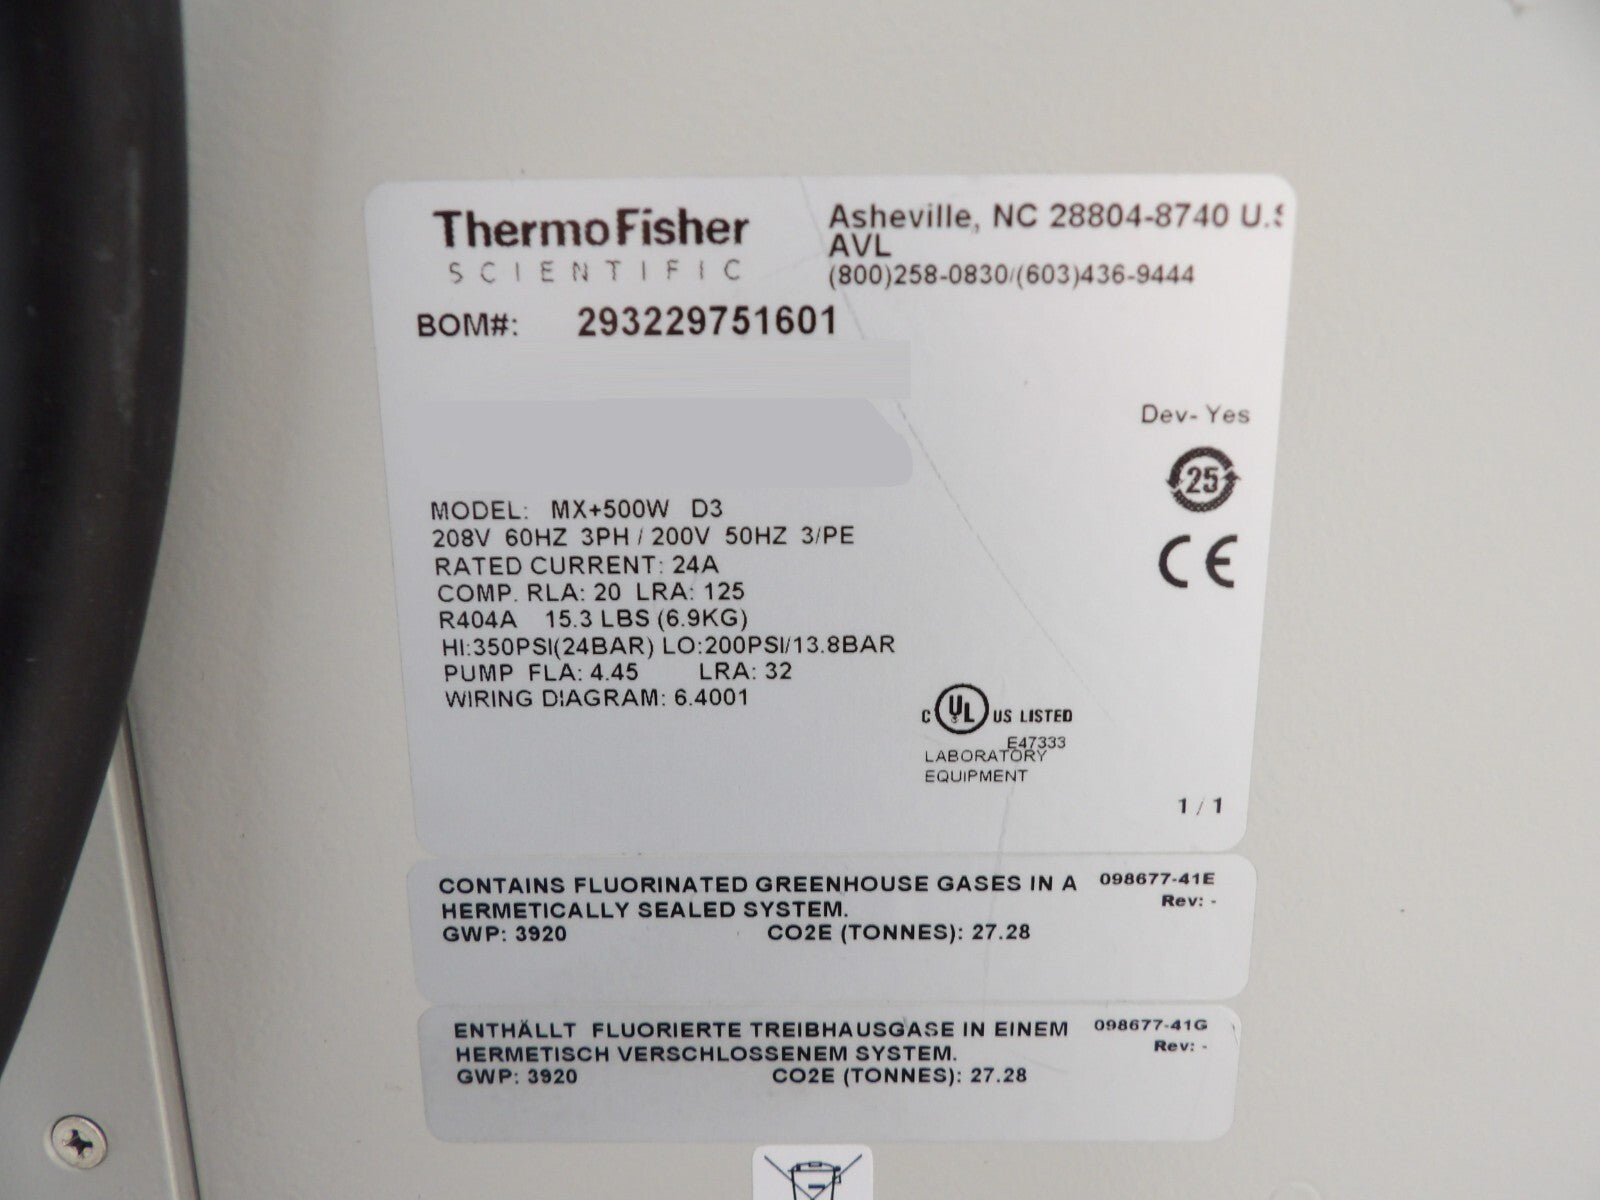 ThermoFisher
SCIENTIFIC
Asheville, NC 28804-8740 U.S
AVL
(800)258-0830/(603)436-9444
BOM#: 293229751601
Dev- Yes
25
CE
MODEL: MX+500W D3
208V 60HZ 3PH / 200V 50HZ 3/PE
RATED CURRENT: 24A
COMP. RLA: 20 LRA: 125
R404A 15.3 LBS (6.9KG)
HI:350PSI(24BAR) LO:200PSI/13.8BAR
PUMP FLA: 4.45 LRA: 32
WIRING DIAGRAM: 6.4001
C UL US LISTED
E47333
LABORATORY
EQUIPMENT
1 / 1
CONTAINS FLUORINATED GREENHOUSE GASES IN A
HERMETICALLY SEALED SYSTEM.
GWP: 3920 CO2E (TONNES): 27.28
098677-41E
Rev: -
ENTHÄLLT FLUORIERTE TREIBHAUSGASE IN EINEM
HERMETISCH VERSCHLOSSENEM SYSTEM.
GWP: 3920 CO2E (TONNES): 27.28
098677-41G
Rev: -